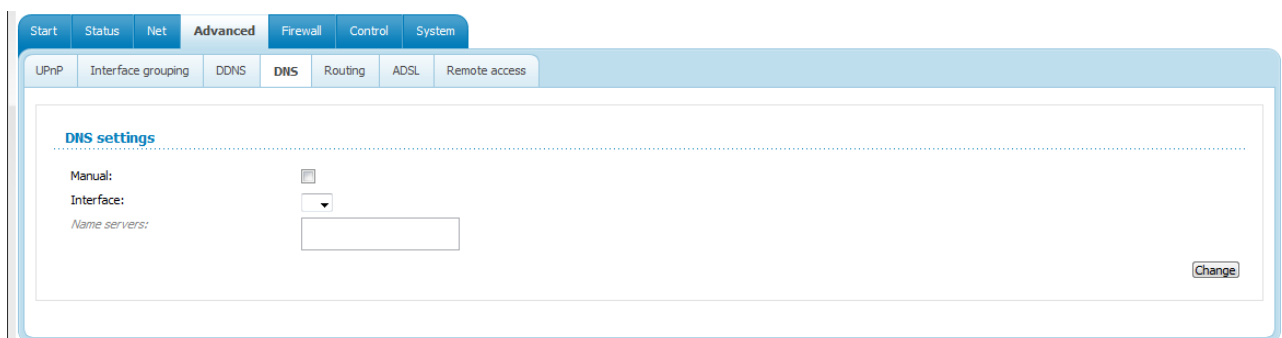 Start Status Net Advanced Firewall Control System
UPnP Interface grouping DDNS DNS Routing ADSL Remote access
DNS settings
Manual:
Interface:
Name servers:
Change